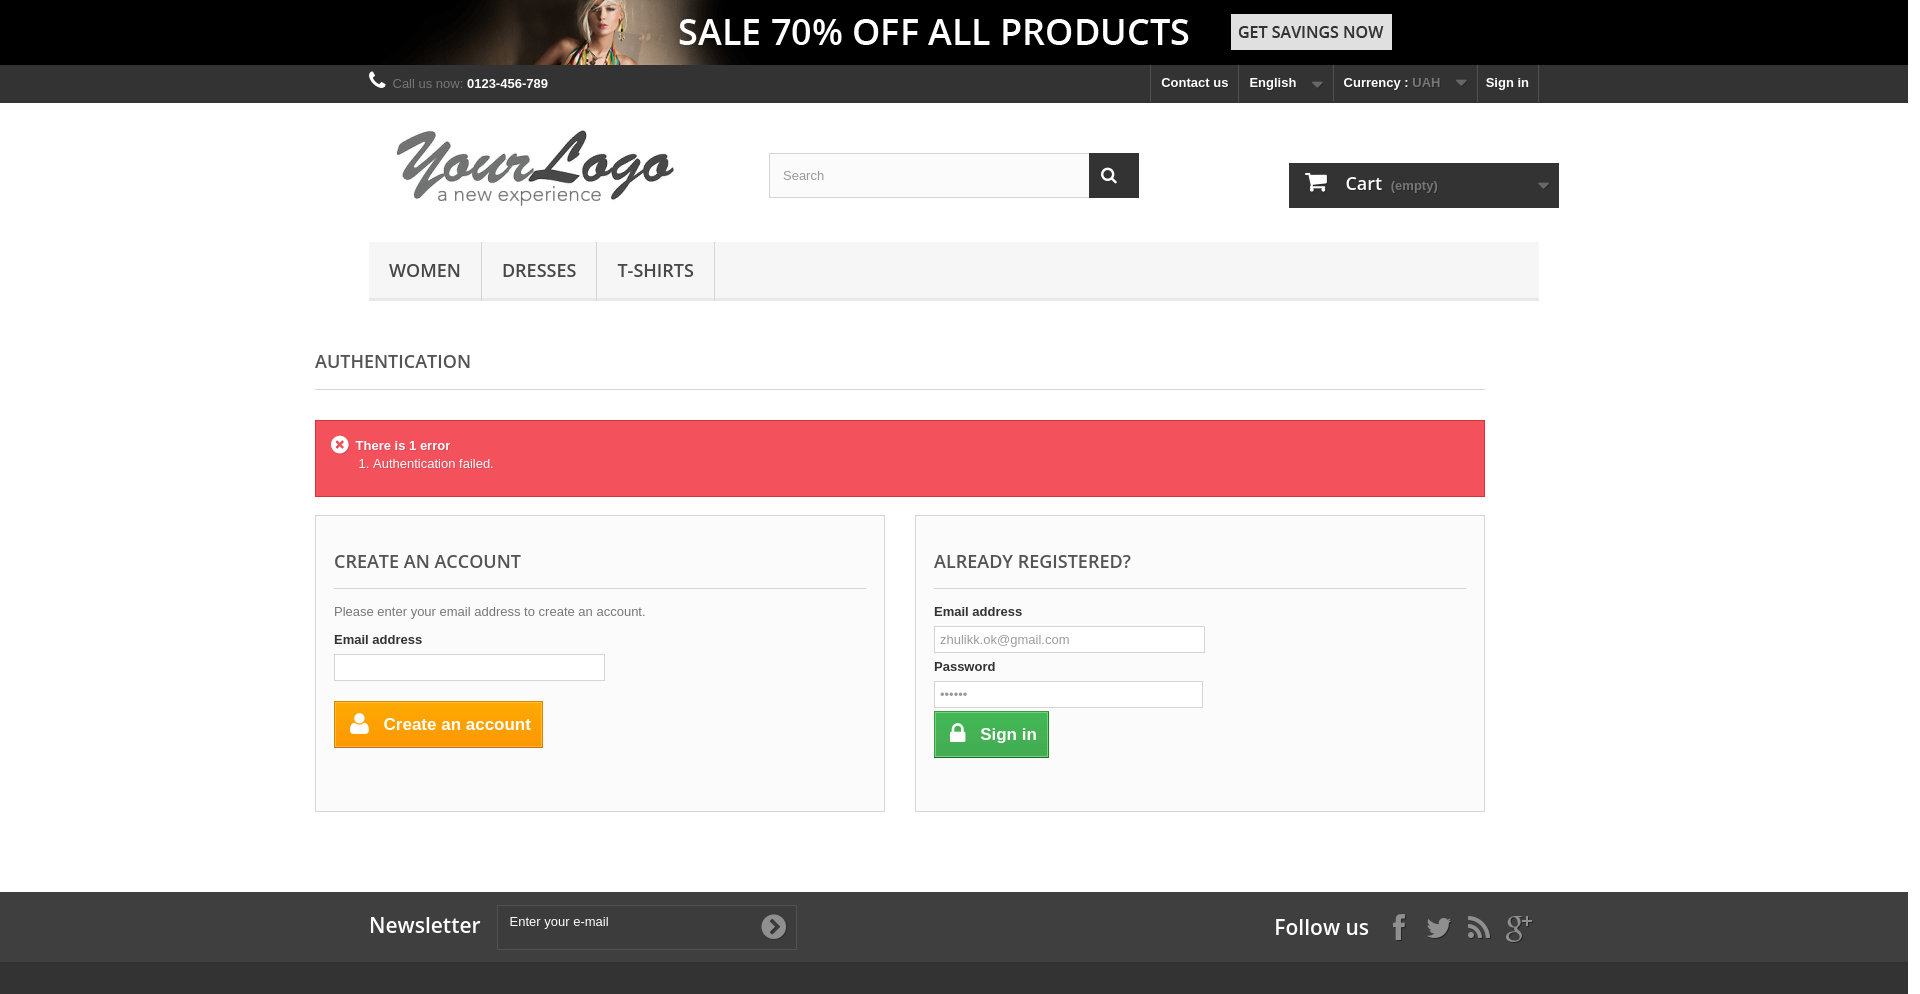 SALE 70% OFF ALL PRODUCTS GET SAVINGS NOW
Call us now: 0123-456-789 Contact us English Currency : UAH Sign in
YourLogo
a new experience
Search
Cart (empty)
WOMEN DRESSES T-SHIRTS
AUTHENTICATION
There is 1 error
1. Authentication failed.
CREATE AN ACCOUNT
Please enter your email address to create an account.
Email address
Create an account
ALREADY REGISTERED?
Email address
zhulikk.ok@gmail.com
Password
••••••
Sign in
Newsletter Enter your e-mail Follow us